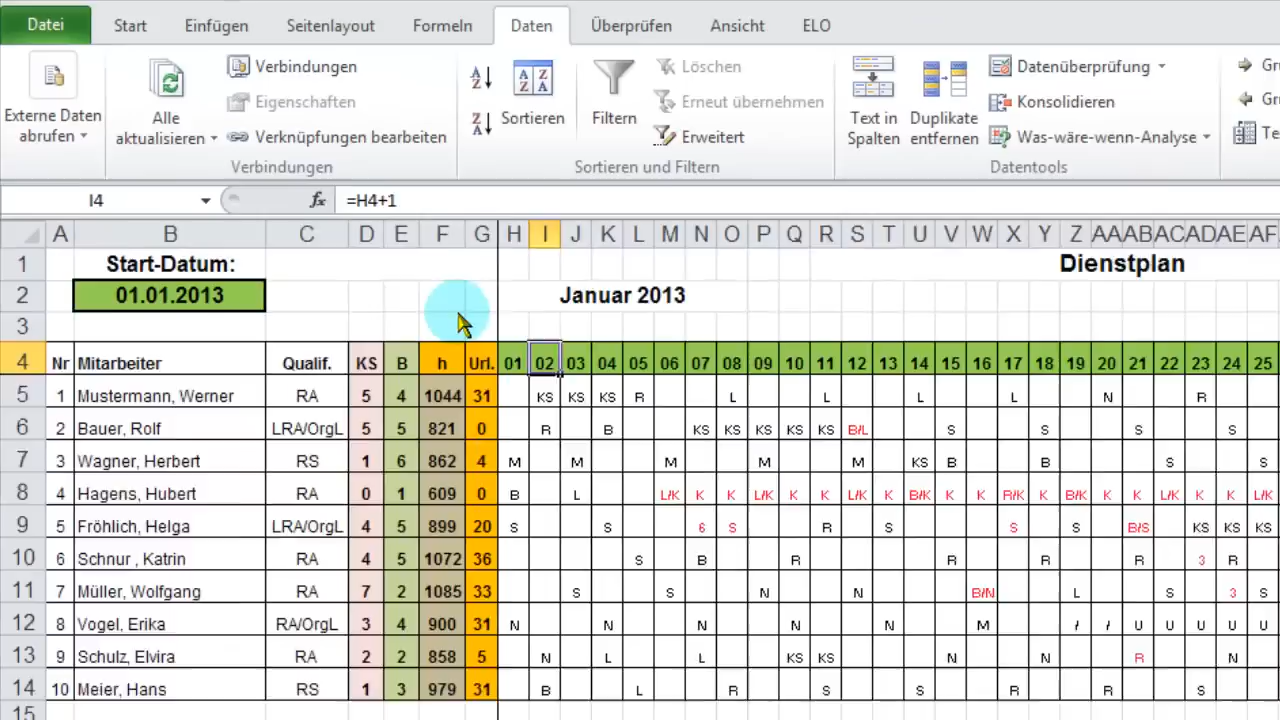 Datei Start Einfügen Seitenlayout Formeln Daten Überprüfen Ansicht ELO
Externe Daten abrufen
Alle aktualisieren
Verbindungen
Eigenschaften
Verknüpfungen bearbeiten
Verbindungen
Sortieren
Filtern
Löschen
Erneut übernehmen
Erweitert
Sortieren und Filtern
Text in Spalten
Duplikate entfernen
Datenüberprüfung
Konsolidieren
Was-wäre-wenn-Analyse
Datentools
I4 fx =H4+1
A B C D E F G H I J K L M N O P Q R S T U V W X Y Z AA AB AC AD AE AF
1 Start-Datum: Dienstplan
2 01.01.2013 Januar 2013
3
4 Nr Mitarbeiter Qualif. KS B h Url. 01 02 03 04 05 06 07 08 09 10 11 12 13 14 15 16 17 18 19 20 21 22 23 24 25
5 1 Mustermann, Werner RA 5 4 1044 31 KS KS KS R L L L L N R
6 2 Bauer, Rolf LRA/OrgL 5 5 821 0 R B KS KS KS KS KS B/L S S S S
7 3 Wagner, Herbert RS 1 6 862 4 M M M M M KS B B S S
8 4 Hagens, Hubert RA 0 1 609 0 B L L/K K K L/K K K L/K K B/K K K R/K K B/K K K L/K K K L/K
9 5 Fröhlich, Helga LRA/OrgL 4 5 899 20 S S 6 S R S S S B/S KS KS KS
10 6 Schnur , Katrin RA 4 5 1072 36 S B R R R R 3 R
11 7 Müller, Wolfgang RA 7 2 1085 33 S S N N B/N L S 3 S
12 8 Vogel, Erika RA/OrgL 3 4 900 31 N N N N N M / / U U U U U
13 9 Schulz, Elvira RA 2 2 858 5 N L L KS KS N N R N
14 10 Meier, Hans RS 1 3 979 31 B L R S S R R S
15